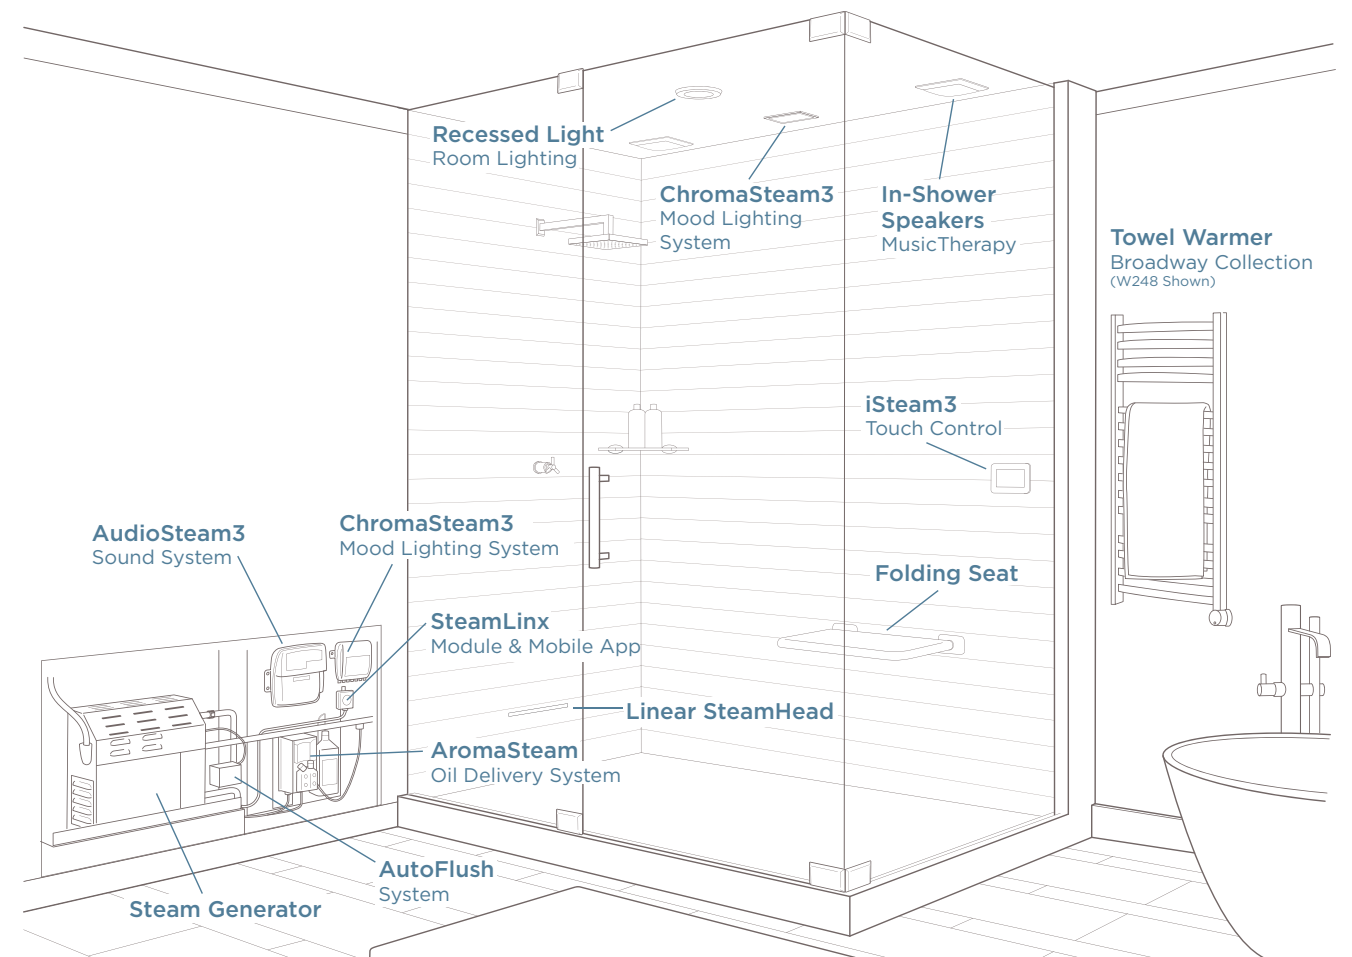 Recessed Light
Room Lighting
ChromaSteam3
Mood Lighting
System
In-Shower
Speakers
MusicTherapy
Towel Warmer
Broadway Collection
(W248 Shown)
iSteam3
Touch Control
AudioSteam3
Sound System
ChromaSteam3
Mood Lighting System
Folding Seat
SteamLinx
Module & Mobile App
Linear SteamHead
AromaSteam
Oil Delivery System
AutoFlush
System
Steam Generator